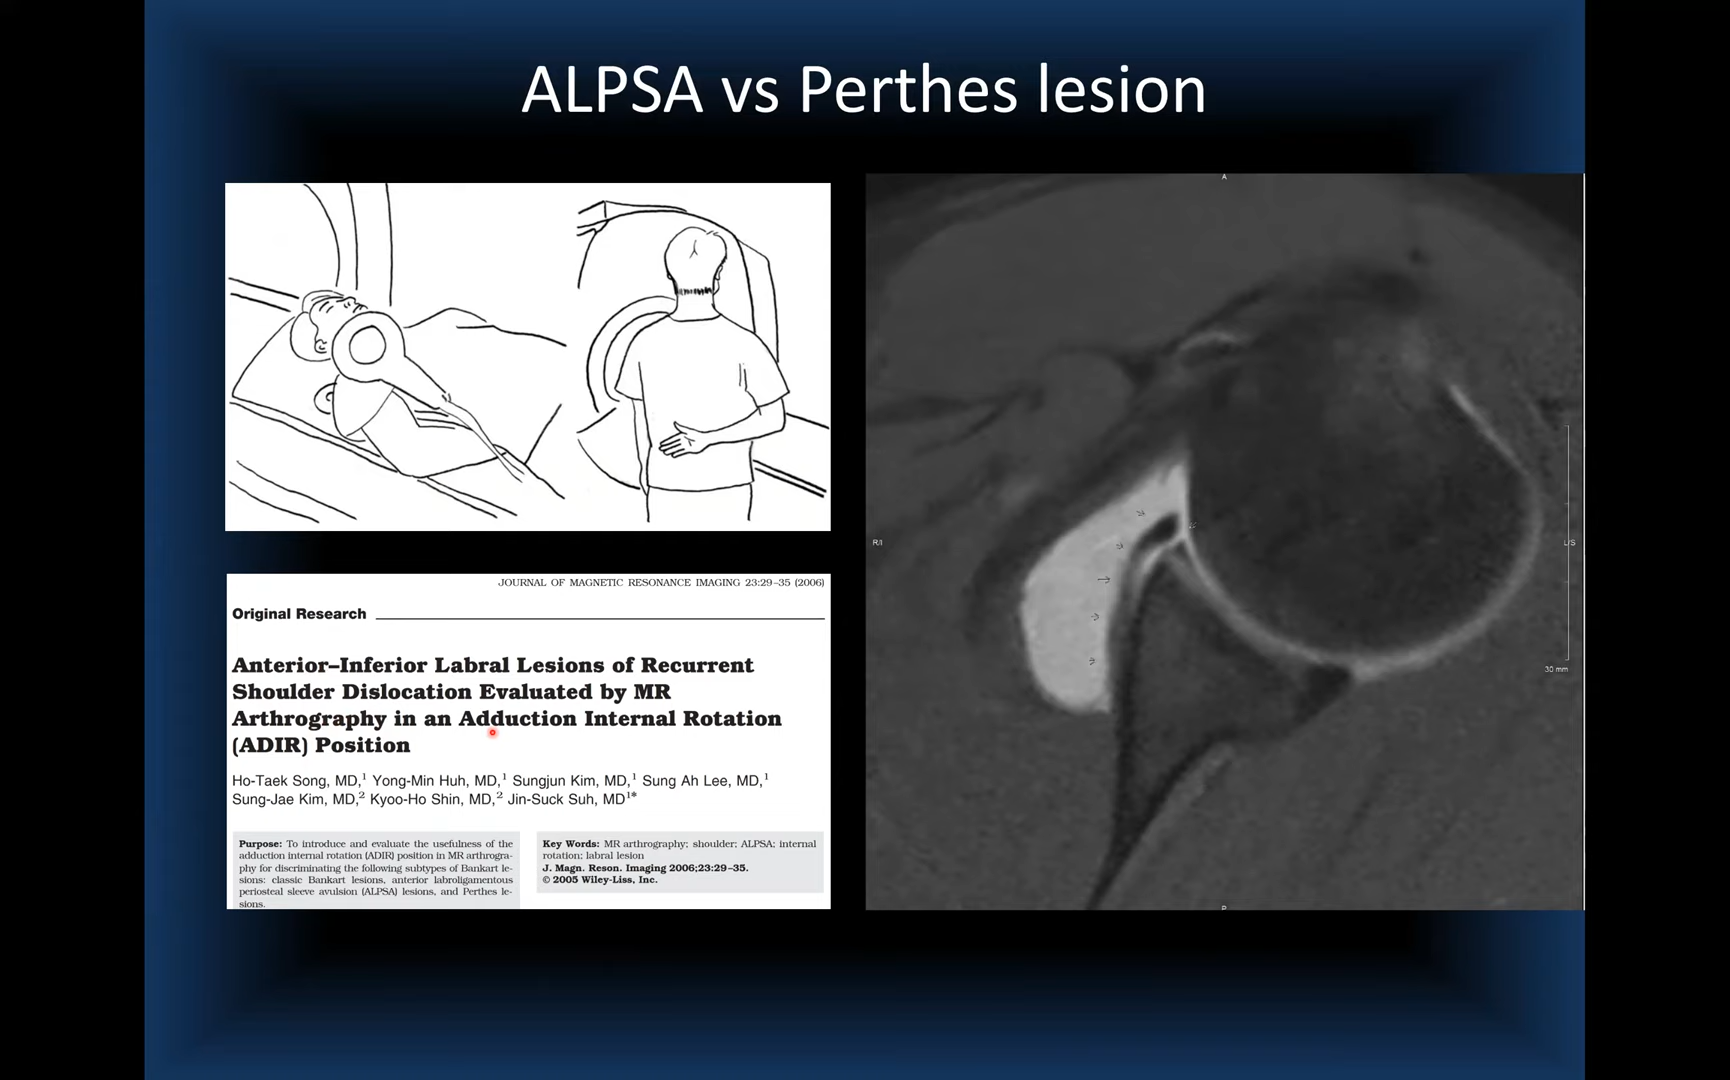 ALPSA vs Perthes lesion
JOURNAL OF MAGNETIC RESONANCE IMAGING 23:29–35 (2006)
Original Research
Anterior–Inferior Labral Lesions of Recurrent
Shoulder Dislocation Evaluated by MR
Arthrography in an Adduction Internal Rotation
(ADIR) Position
Ho-Taek Song, MD,1 Yong-Min Huh, MD,1 Sungjun Kim, MD,1 Sung Ah Lee, MD,1
Sung-Jae Kim, MD,2 Kyoo-Ho Shin, MD,2 Jin-Suck Suh, MD1*
Purpose: To introduce and evaluate the usefulness of the
adduction internal rotation (ADIR) position in MR arthrogra-
phy for discriminating the following subtypes of Bankart le-
sions: classic Bankart lesions, anterior labroligamentous
periosteal sleeve avulsion (ALPSA) lesions, and Perthes le-
sions.
Key Words: MR arthrography; shoulder; ALPSA; internal
rotation; labral lesion
J. Magn. Reson. Imaging 2006;23:29–35.
© 2005 Wiley-Liss, Inc.
A
R/I
L/S
30 mm
P